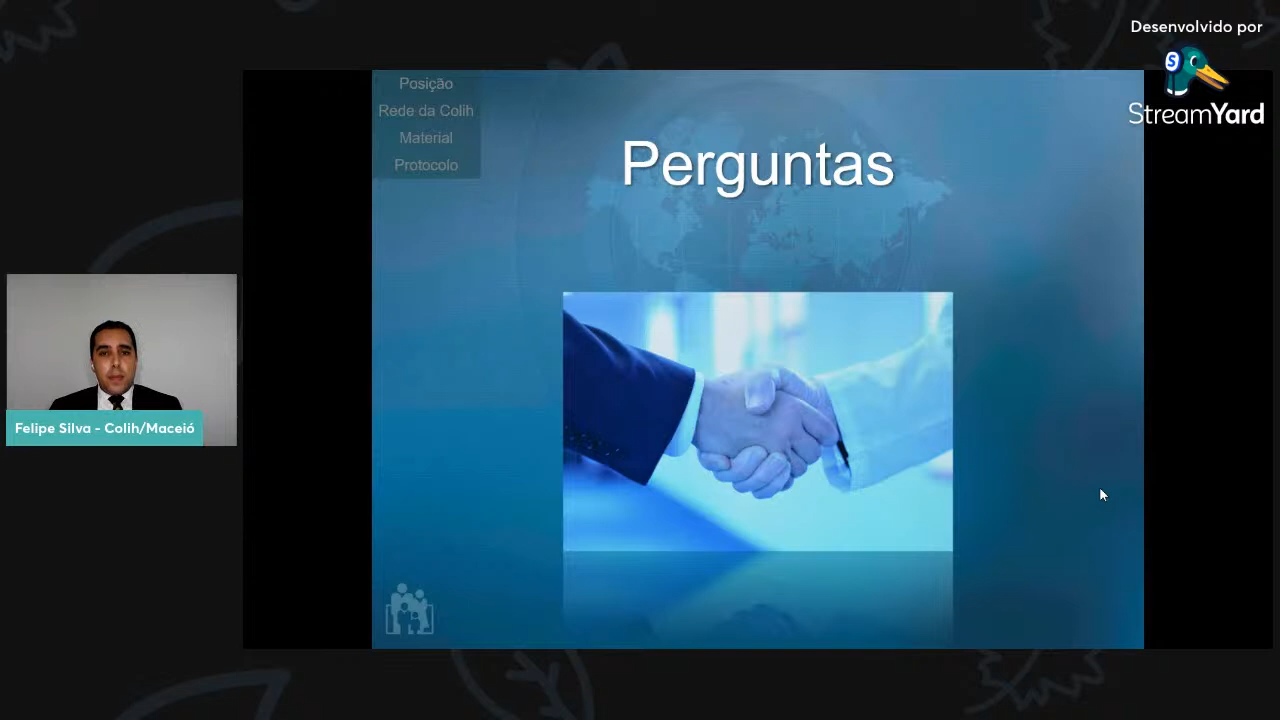 Desenvolvido por
S
StreamYard
Posição
Rede da Colih
Material
Protocolo
Perguntas
Felipe Silva - Colih/Maceió